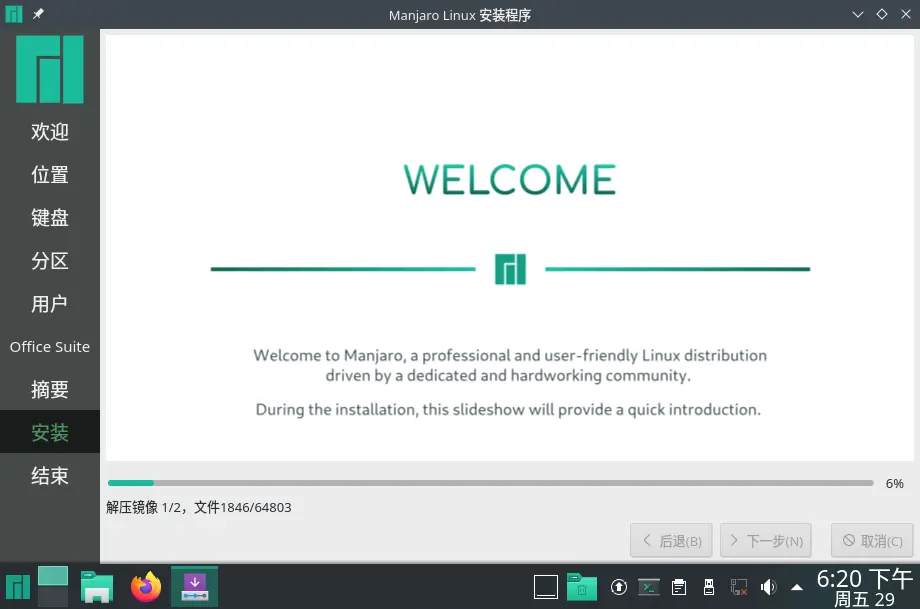 Manjaro Linux 安装程序
欢迎
位置
键盘
分区
用户
Office Suite
摘要
安装
结束
WELCOME
Welcome to Manjaro, a professional and user-friendly Linux distribution
driven by a dedicated and hardworking community.
During the installation, this slideshow will provide a quick introduction.
6%
解压镜像 1/2，文件1846/64803
后退(B)
下一步(N)
取消(C)
6:20 下午
周五 29